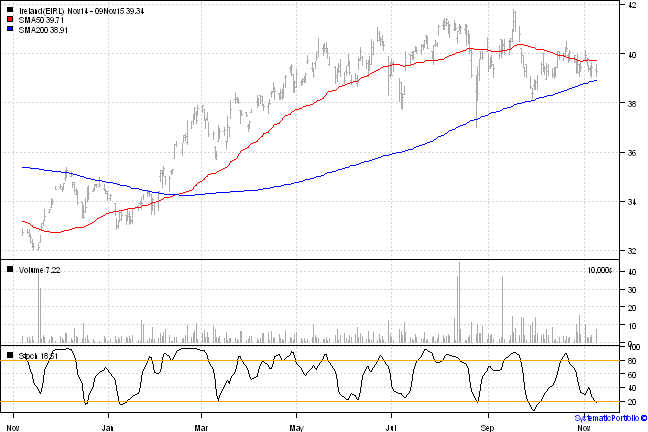 Ireland(EIRL) Nov14 - 09Nov15 39.34
SMA50 39.71
SMA200 38.91
42
40
38
36
34
32
Volume 7.22
10,000s
40
30
20
10
0
Stoch 18.51
100
80
60
40
20
Nov Jan Mar May Jul Sep Nov
SystematicPortfolio ©